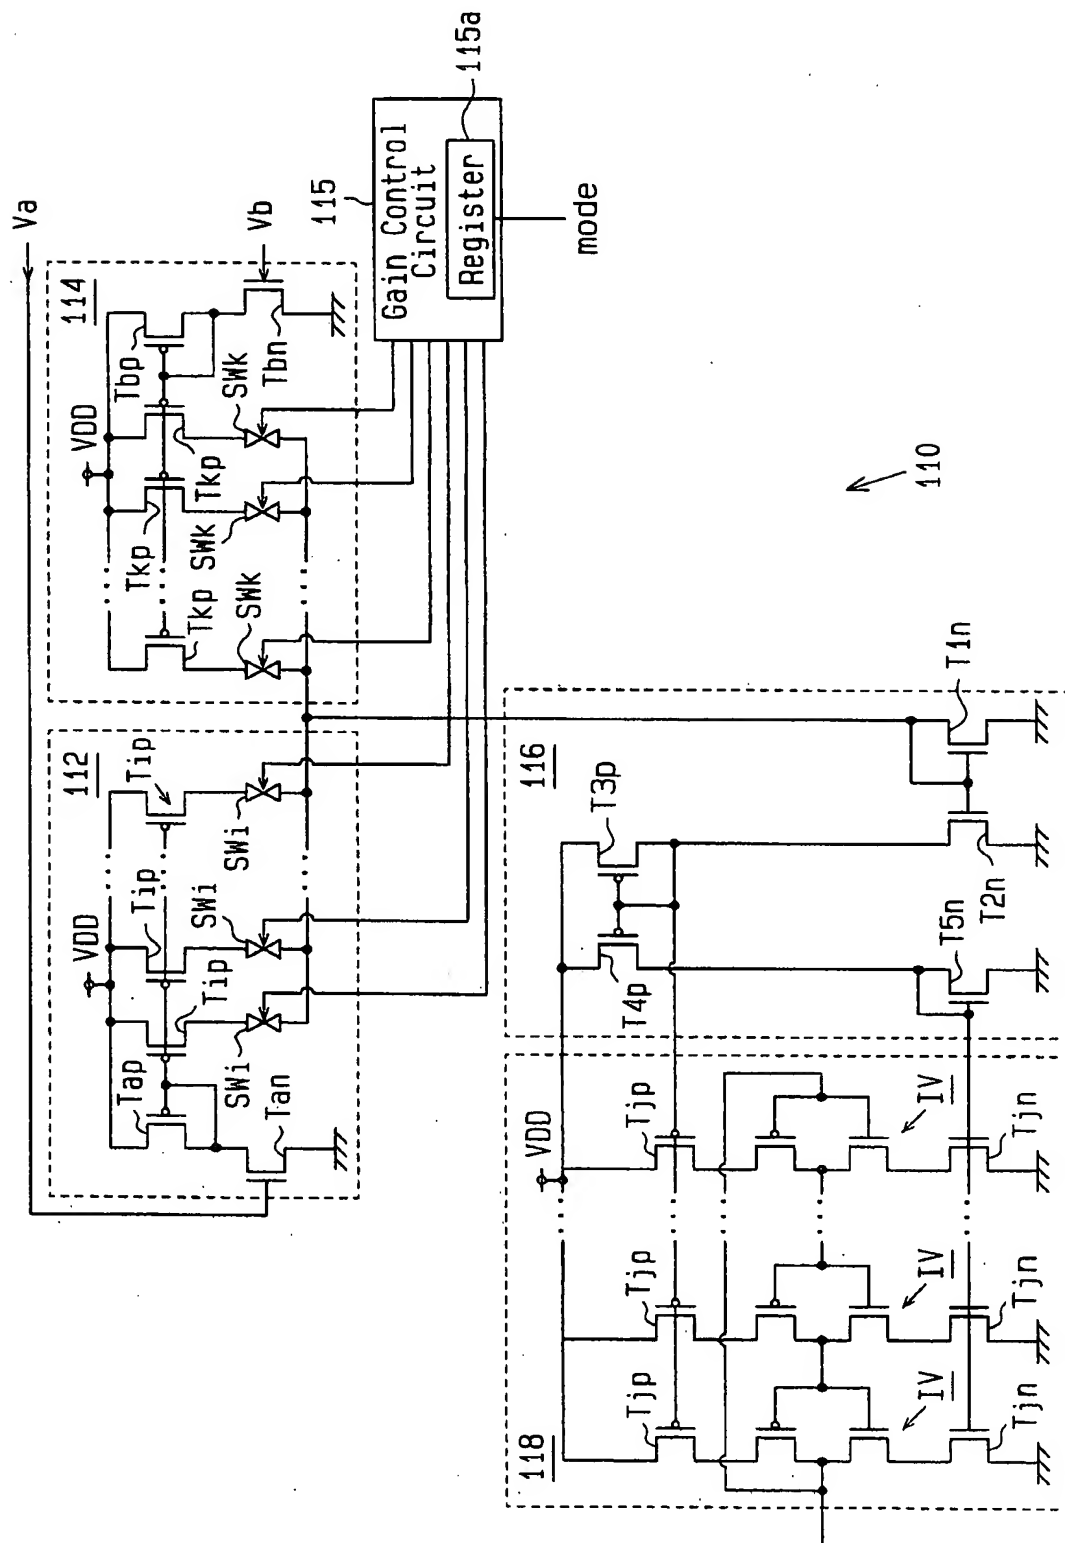 Va
114
VDD
Tbp
Tkp
Tkp
Tkp
SWk
SWk
SWk
Tbn
Vb
115
Gain Control
Circuit
Register
115a
mode
112
VDD
Tap
Tip
Tip
Tip
SWi
SWi
SWi
Tan
110
116
T3p
T4p
T1n
T2n
T5n
118
VDD
Tjp
Tjp
Tjp
IV
IV
IV
Tjn
Tjn
Tjn